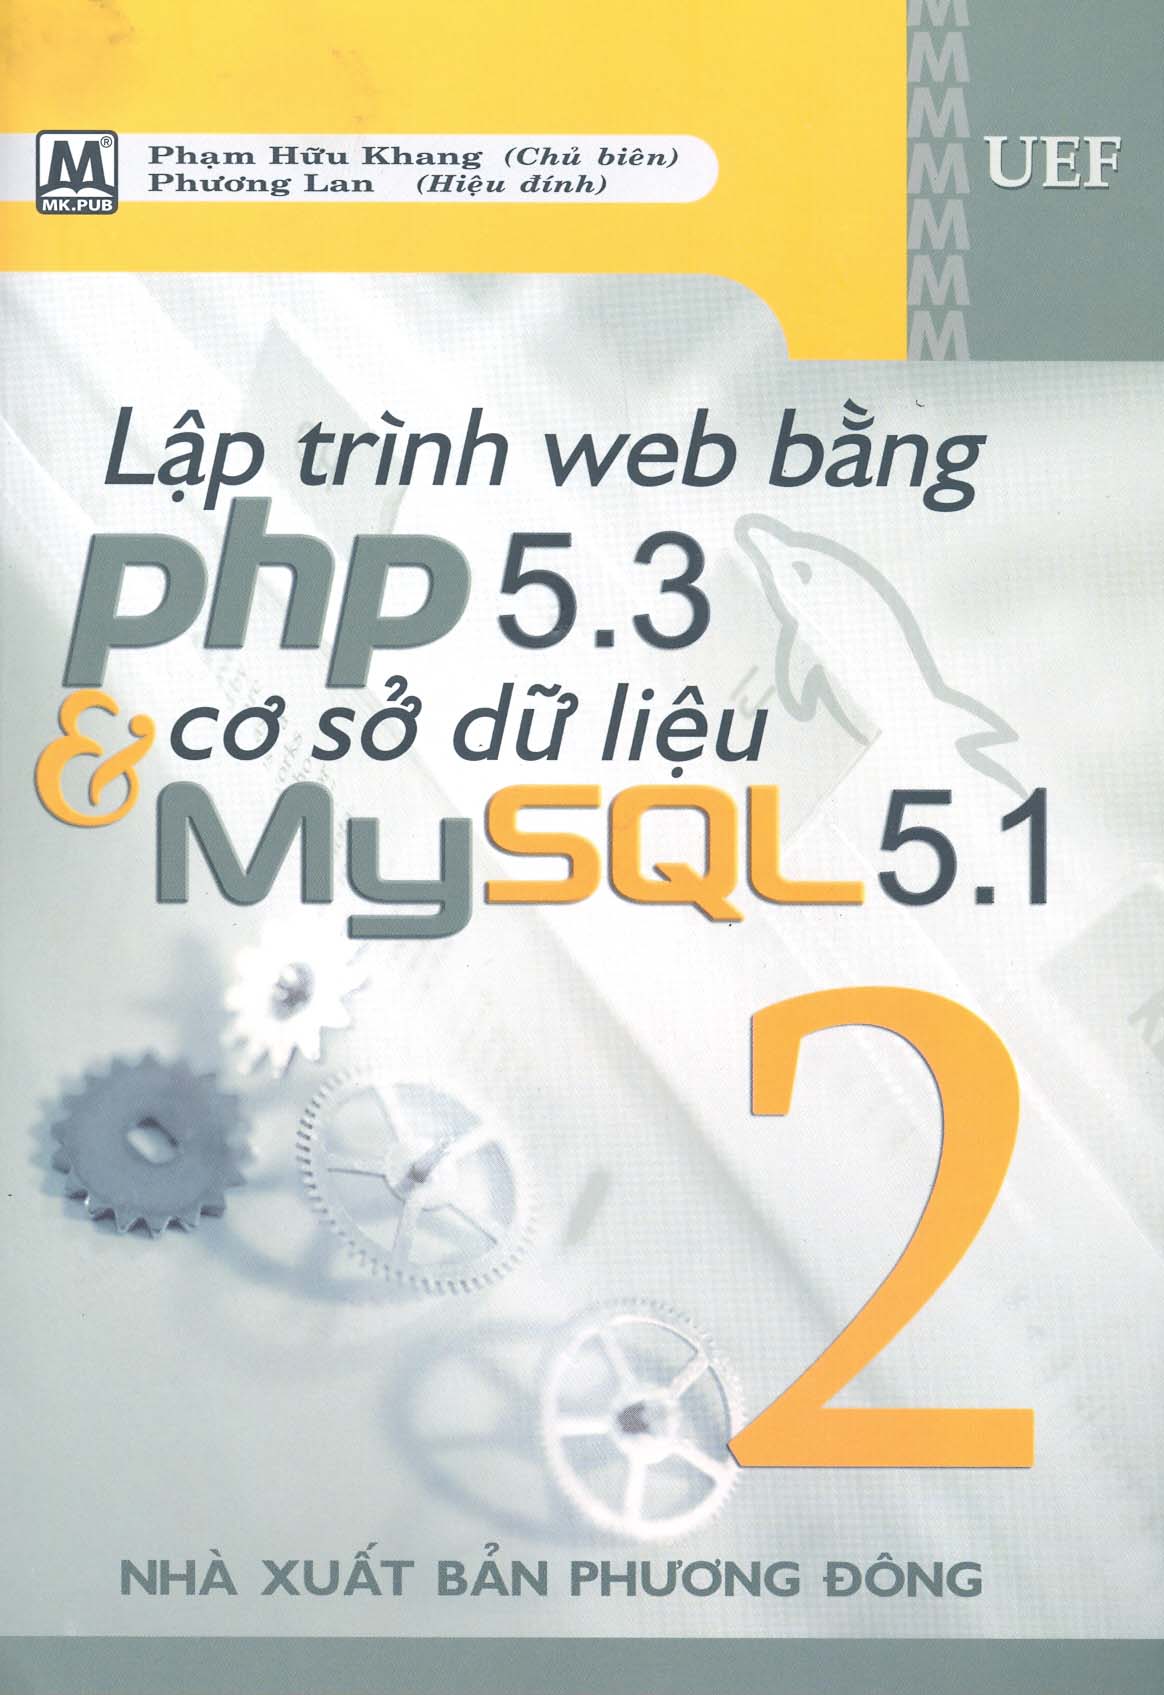 M
M
M
M
M
M
M
UEF
M®
MK.PUB
Phạm Hữu Khang (Chủ biên)
Phương Lan (Hiệu đính)
Lập trình web bằng
php 5.3
& cơ sở dữ liệu
MySQL 5.1
2
NHÀ XUẤT BẢN PHƯƠNG ĐÔNG